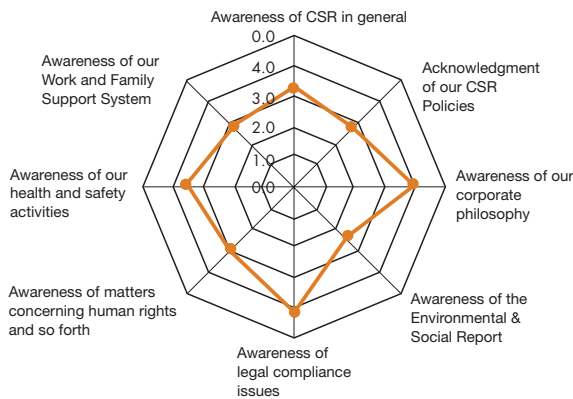 Awareness of CSR in general
0.0
4.0
3.0
2.0
1.0
0.0
Acknowledgment
of our CSR
Policies
Awareness of our
corporate
philosophy
Awareness of the
Environmental &
Social Report
Awareness of
legal compliance
issues
Awareness of matters
concerning human rights
and so forth
Awareness of our
health and safety
activities
Awareness of our
Work and Family
Support System